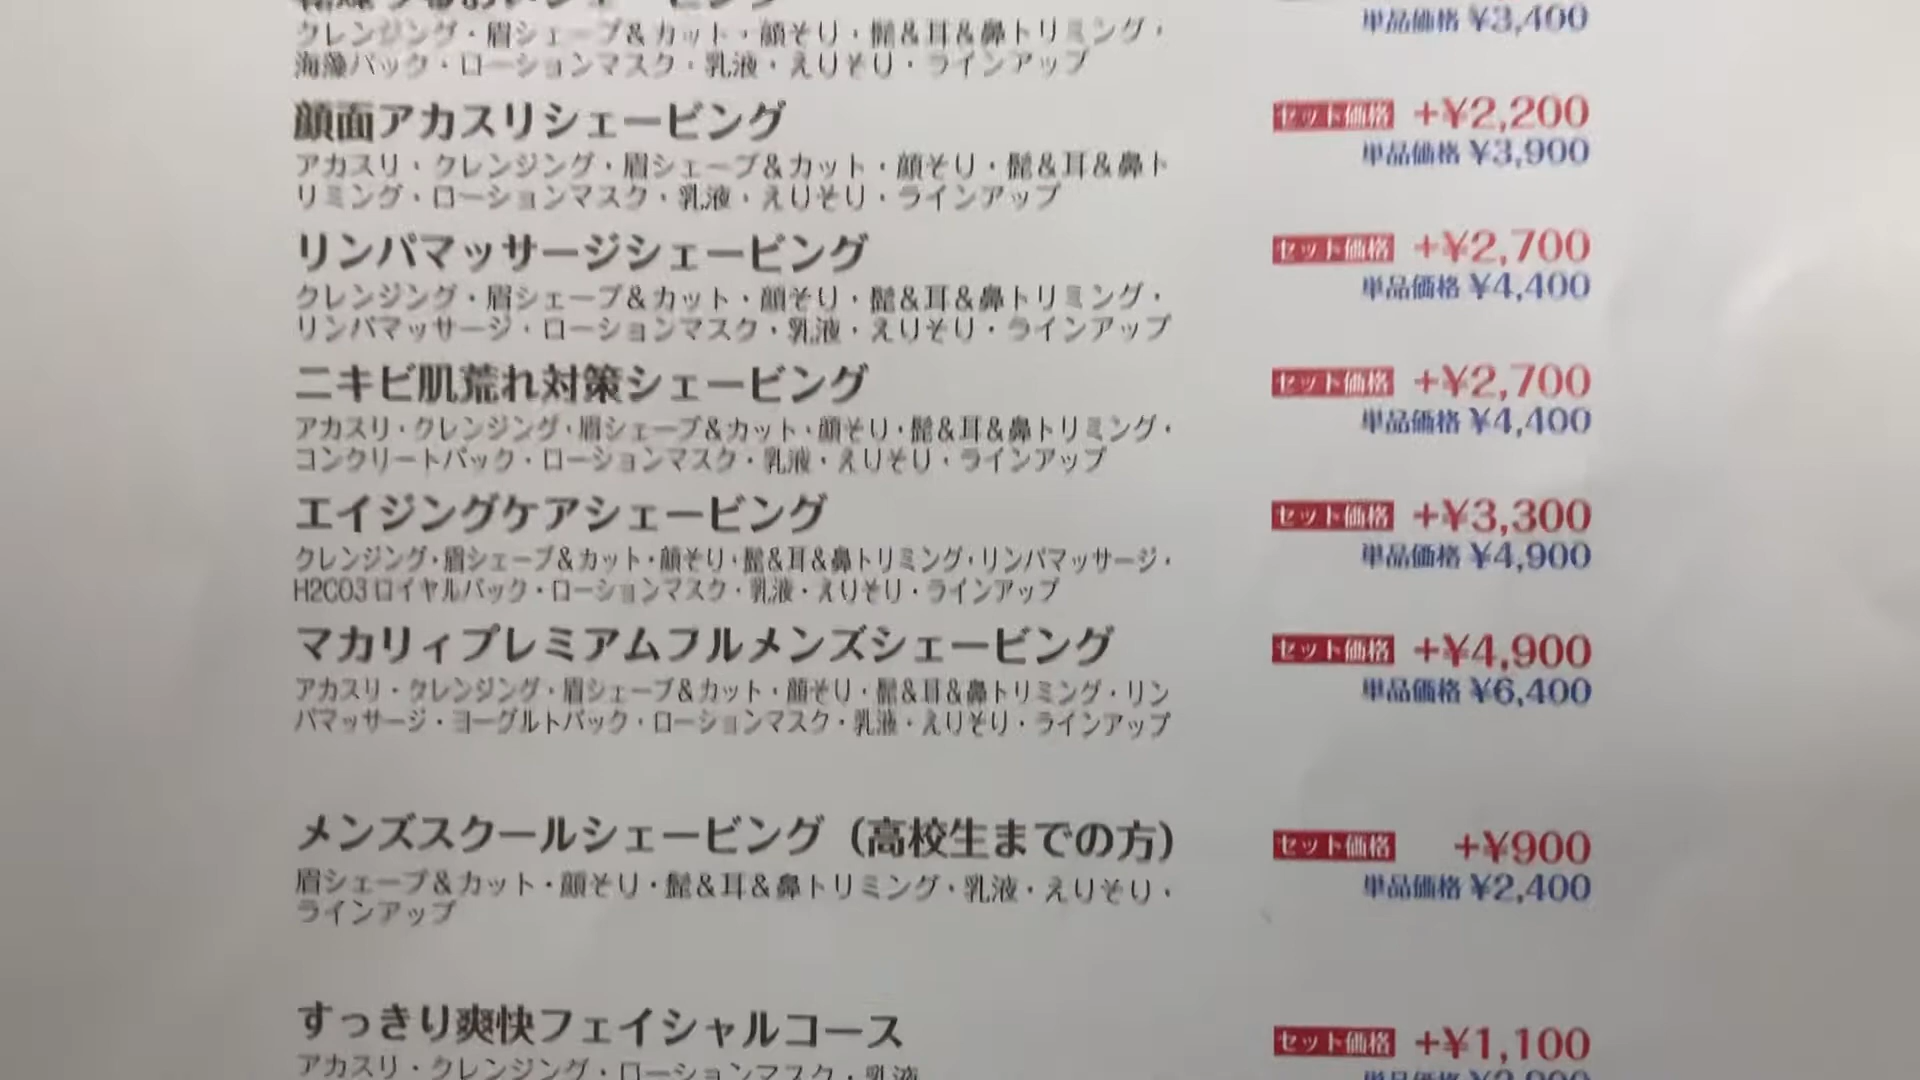 シェービング
単品価格 ¥3,400
クレンジング・眉シェーブ&カット・顔そり・髭&耳&鼻トリミング・
海藻パック・ローションマスク・乳液・えりそり・ラインアップ
顔面アカスリシェービング
セット価格 +¥2,200
単品価格 ¥3,900
アカスリ・クレンジング・眉シェーブ&カット・顔そり・髭&耳&鼻ト
リミング・ローションマスク・乳液・えりそり・ラインアップ
リンパマッサージシェービング
セット価格 +¥2,700
単品価格 ¥4,400
クレンジング・眉シェーブ&カット・顔そり・髭&耳&鼻トリミング・
リンパマッサージ・ローションマスク・乳液・えりそり・ラインアップ
ニキビ肌荒れ対策シェービング
セット価格 +¥2,700
単品価格 ¥4,400
アカスリ・クレンジング・眉シェーブ&カット・顔そり・髭&耳&鼻トリミング・
コンクリートパック・ローションマスク・乳液・えりそり・ラインアップ
エイジングケアシェービング
セット価格 +¥3,300
単品価格 ¥4,900
クレンジング・眉シェーブ&カット・顔そり・髭&耳&鼻トリミング・リンパマッサージ・
H2CO3ロイヤルパック・ローションマスク・乳液・えりそり・ラインアップ
マカリィプレミアムフルメンズシェービング
セット価格 +¥4,900
単品価格 ¥6,400
アカスリ・クレンジング・眉シェーブ&カット・顔そり・髭&耳&鼻トリミング・リン
パマッサージ・ヨーグルトパック・ローションマスク・乳液・えりそり・ラインアップ
メンズスクールシェービング（高校生までの方）
セット価格 +¥900
単品価格 ¥2,400
眉シェーブ&カット・顔そり・髭&耳&鼻トリミング・乳液・えりそり・
ラインアップ
すっきり爽快フェイシャルコース
セット価格 +¥1,100
アカスリ・クレンジング・ローションマスク・乳液